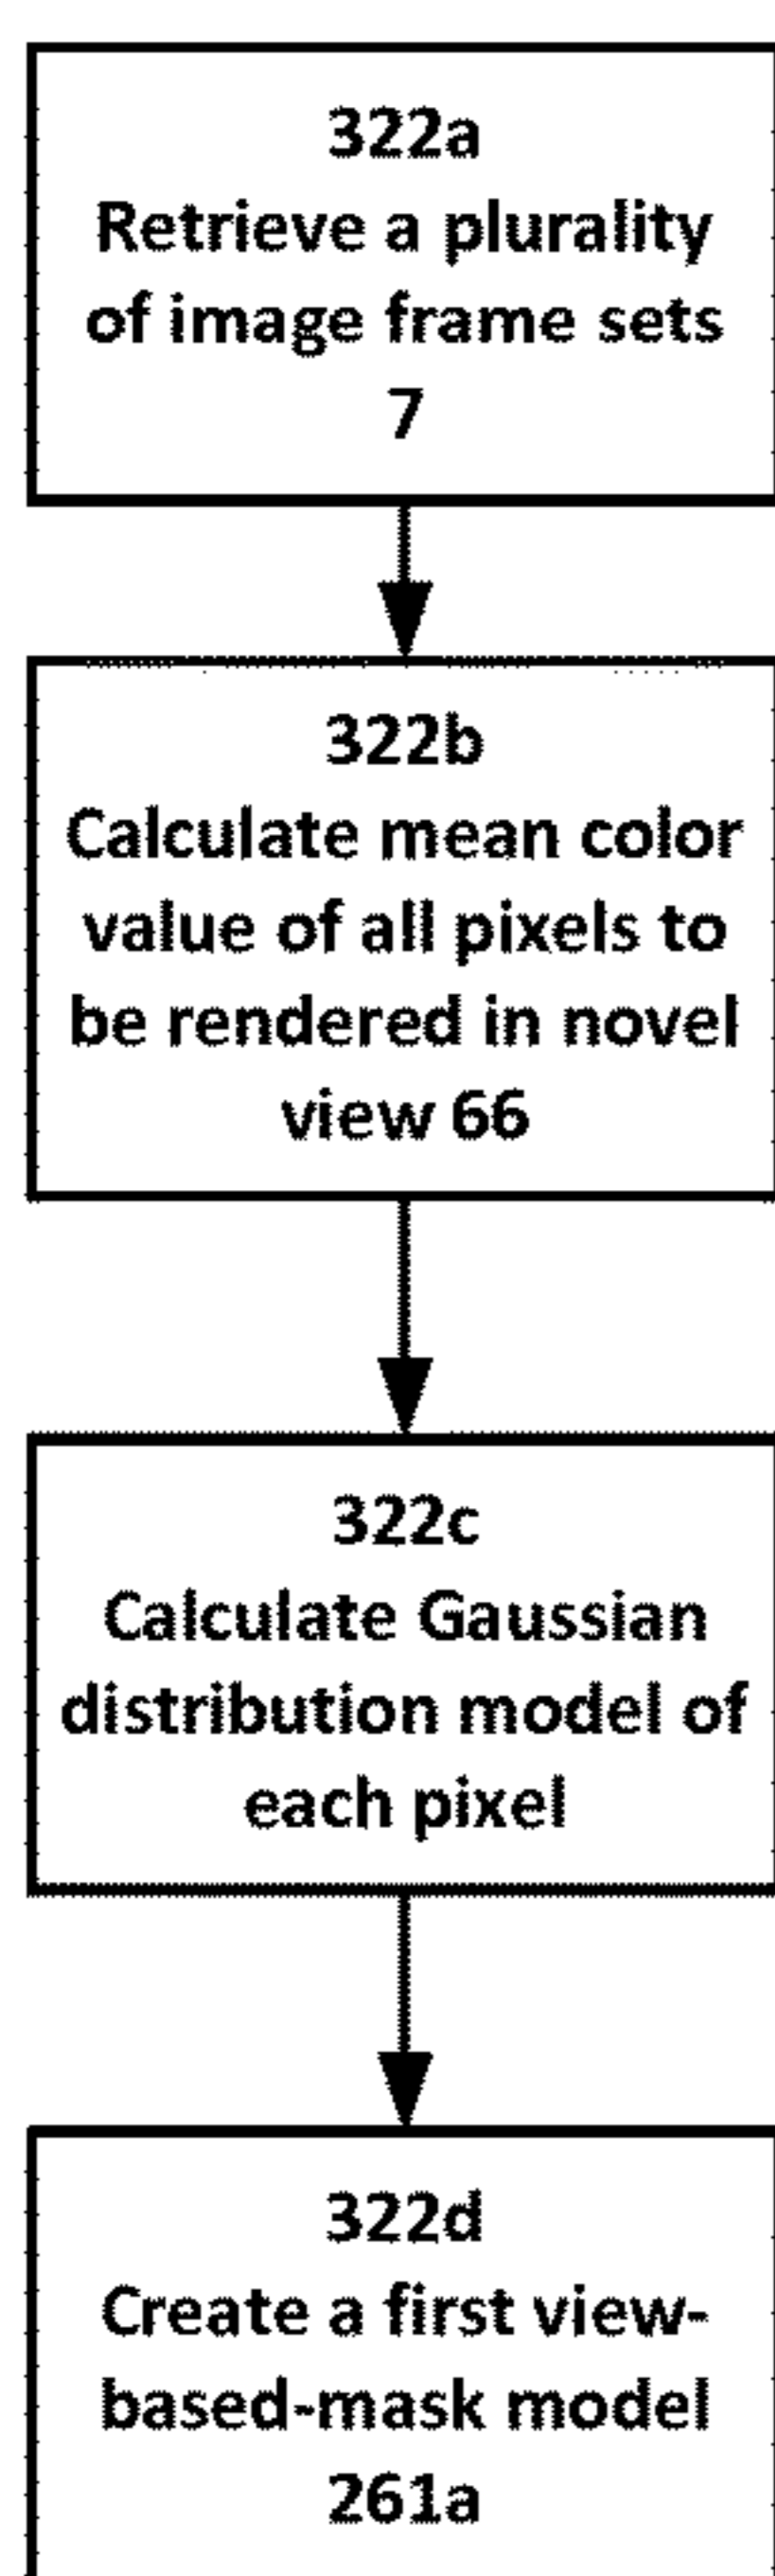 322a
Retrieve a plurality
of image frame sets
7
322b
Calculate mean color
value of all pixels to
be rendered in novel
view 66
322c
Calculate Gaussian
distribution model of
each pixel
322d
Create a first view-
based-mask model
261a